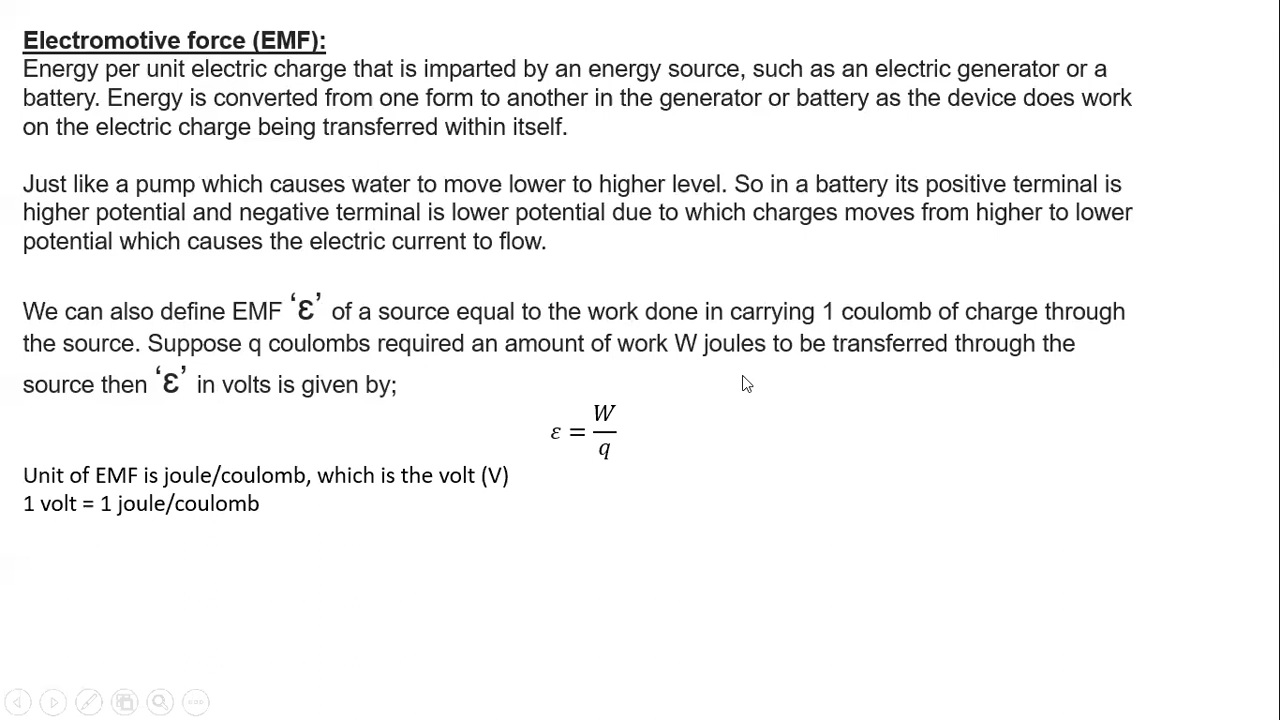 Electromotive force (EMF):
Energy per unit electric charge that is imparted by an energy source, such as an electric generator or a
battery. Energy is converted from one form to another in the generator or battery as the device does work
on the electric charge being transferred within itself.
Just like a pump which causes water to move lower to higher level. So in a battery its positive terminal is
higher potential and negative terminal is lower potential due to which charges moves from higher to lower
potential which causes the electric current to flow.
We can also define EMF ‘ε’ of a source equal to the work done in carrying 1 coulomb of charge through
the source. Suppose q coulombs required an amount of work W joules to be transferred through the
source then ‘ε’ in volts is given by;
ε = W/q
Unit of EMF is joule/coulomb, which is the volt (V)
1 volt = 1 joule/coulomb